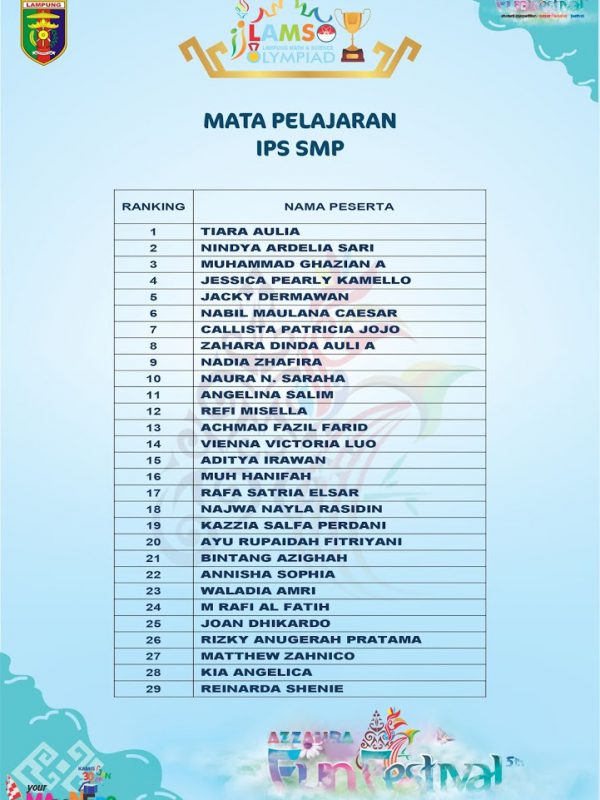 LAMPUNG
LAMSO
LAMPUNG MATH & SCIENCE
OLYMPIAD
MATA PELAJARAN
IPS SMP
RANKING NAMA PESERTA
1 TIARA AULIA
2 NINDYA ARDELIA SARI
3 MUHAMMAD GHAZIAN A
4 JESSICA PEARLY KAMELLO
5 JACKY DERMAWAN
6 NABIL MAULANA CAESAR
7 CALLISTA PATRICIA JOJO
8 ZAHARA DINDA AULI A
9 NADIA ZHAFIRA
10 NAURA N. SARAHA
11 ANGELINA SALIM
12 REFI MISELLA
13 ACHMAD FAZIL FARID
14 VIENNA VICTORIA LUO
15 ADITYA IRAWAN
16 MUH HANIFAH
17 RAFA SATRIA ELSAR
18 NAJWA NAYLA RASIDIN
19 KAZZIA SALFA PERDANI
20 AYU RUPAIDAH FITRIYANI
21 BINTANG AZIGHAH
22 ANNISHA SOPHIA
23 WALADIA AMRI
24 M RAFI AL FATIH
25 JOAN DHIKARDO
26 RIZKY ANUGERAH PRATAMA
27 MATTHEW ZAHNICO
28 KIA ANGELICA
29 REINARDA SHENIE
AZZAHRA
Fun Festival 5th
your